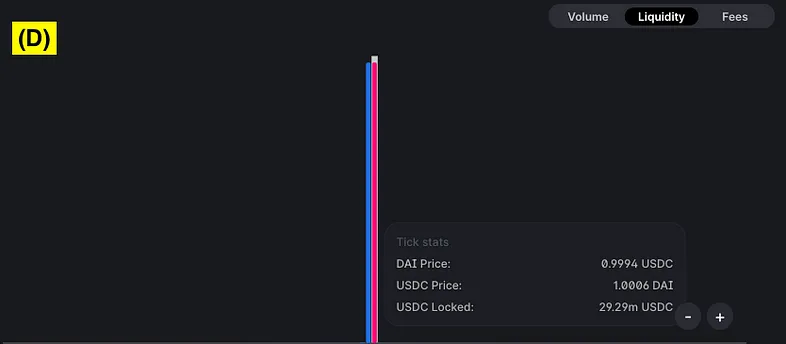 Volume Liquidity Fees
(D)
Tick stats
DAI Price: 0.9994 USDC
USDC Price: 1.0006 DAI
USDC Locked: 29.29m USDC
- +